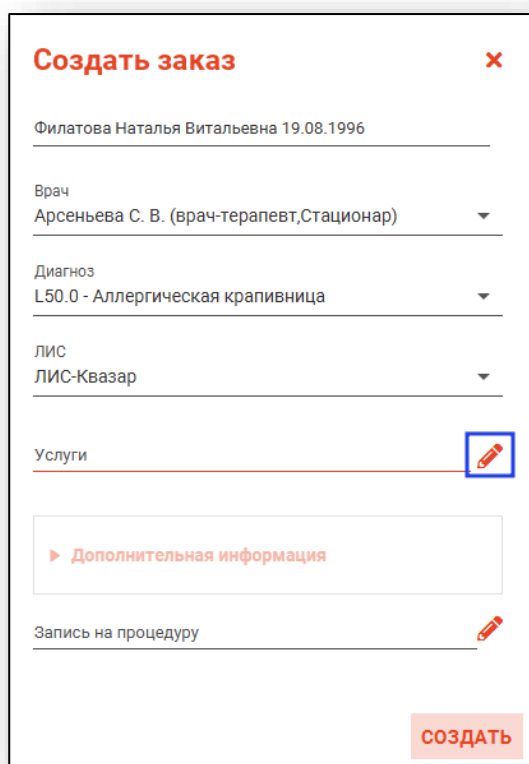 Создать заказ
Филатова Наталья Витальевна 19.08.1996
Врач
Арсеньева С. В. (врач-терапевт,Стационар)
Диагноз
L50.0 - Аллергическая крапивница
ЛИС
ЛИС-Квазар
Услуги
Дополнительная информация
Запись на процедуру
СОЗДАТЬ